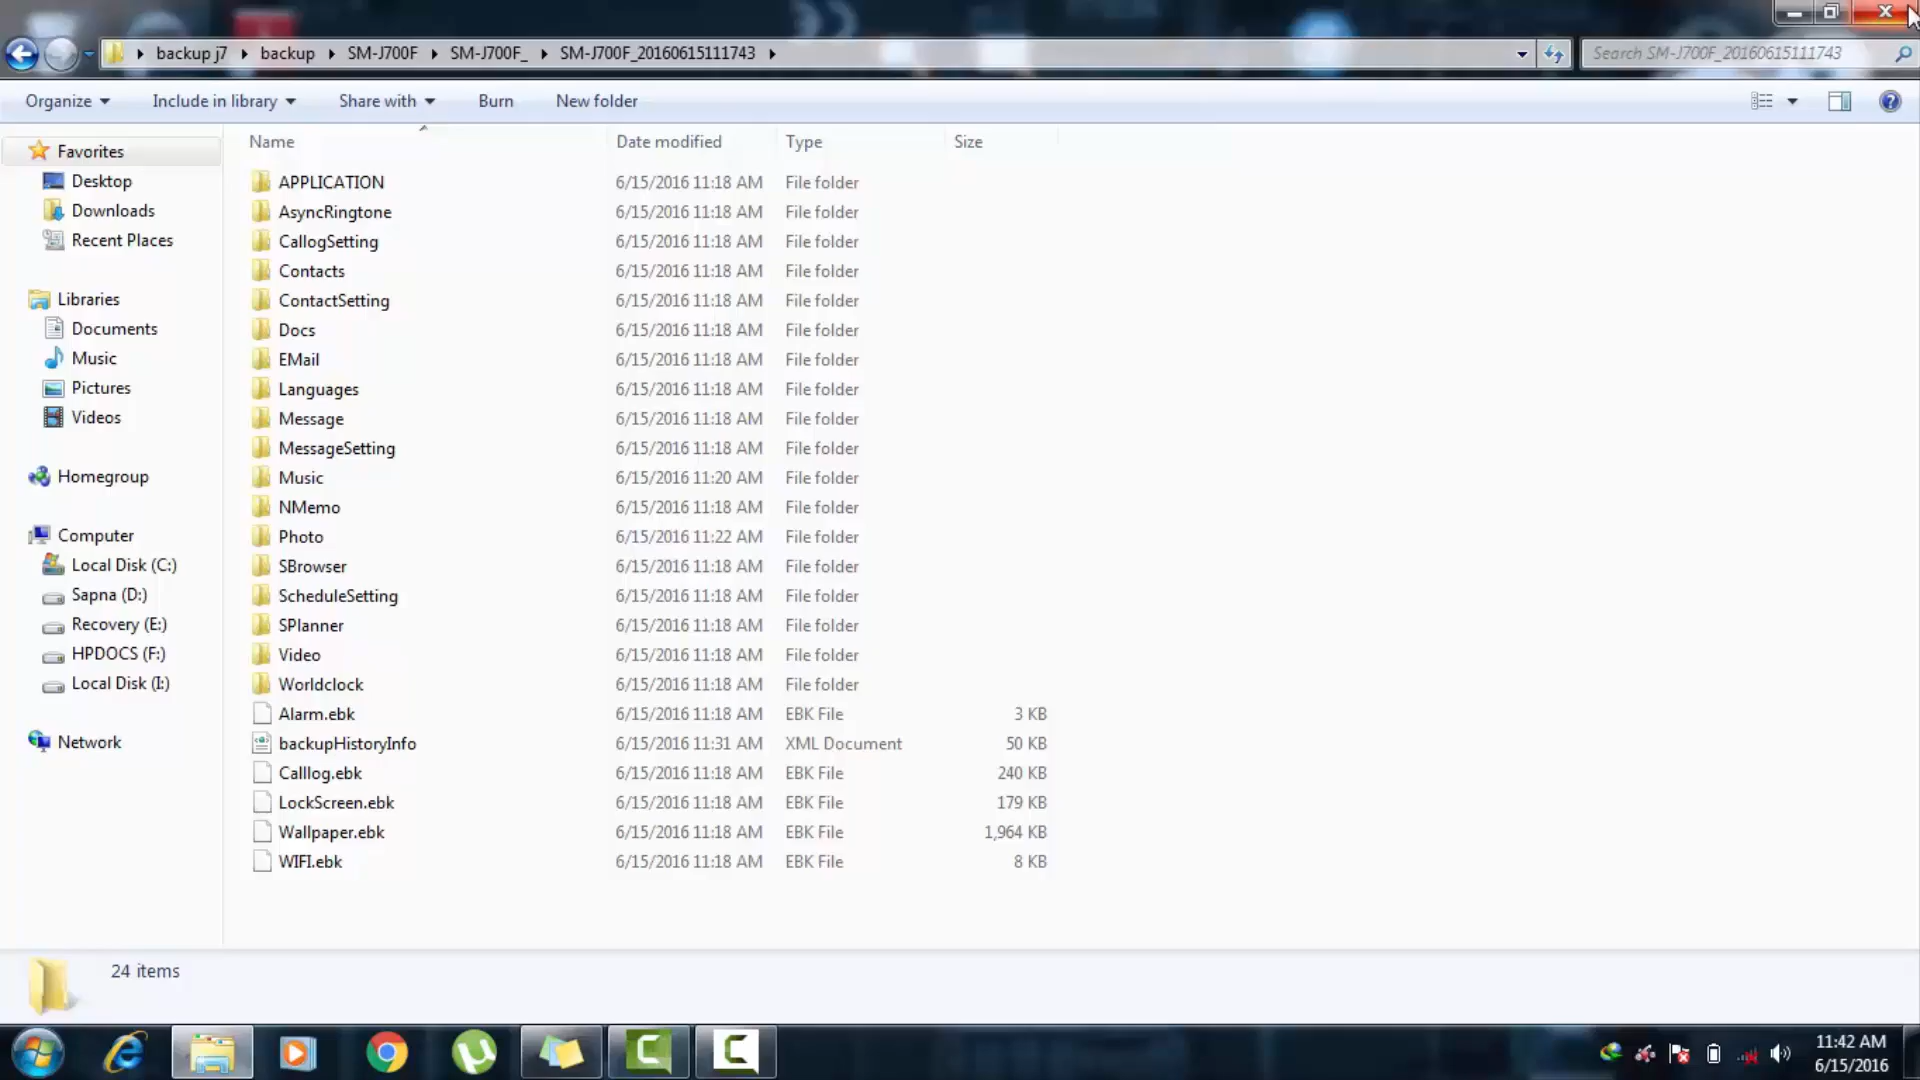 backup j7 backup SM-J700F SM-J700F_ SM-J700F_20160615111743 Search SM-J700F_20160615111743
Organize Include in library Share with Burn New folder
Name Date modified Type Size
Favorites
Desktop
Downloads
Recent Places
Libraries
Documents
Music
Pictures
Videos
Homegroup
Computer
Local Disk (C:)
Sapna (D:)
Recovery (E:)
HPDOCS (F:)
Local Disk (I:)
Network
APPLICATION 6/15/2016 11:18 AM File folder
AsyncRingtone 6/15/2016 11:18 AM File folder
CallogSetting 6/15/2016 11:18 AM File folder
Contacts 6/15/2016 11:18 AM File folder
ContactSetting 6/15/2016 11:18 AM File folder
Docs 6/15/2016 11:18 AM File folder
EMail 6/15/2016 11:18 AM File folder
Languages 6/15/2016 11:18 AM File folder
Message 6/15/2016 11:18 AM File folder
MessageSetting 6/15/2016 11:18 AM File folder
Music 6/15/2016 11:20 AM File folder
NMemo 6/15/2016 11:18 AM File folder
Photo 6/15/2016 11:22 AM File folder
SBrowser 6/15/2016 11:18 AM File folder
ScheduleSetting 6/15/2016 11:18 AM File folder
SPlanner 6/15/2016 11:18 AM File folder
Video 6/15/2016 11:18 AM File folder
Worldclock 6/15/2016 11:18 AM File folder
Alarm.ebk 6/15/2016 11:18 AM EBK File 3 KB
backupHistoryInfo 6/15/2016 11:31 AM XML Document 50 KB
Calllog.ebk 6/15/2016 11:18 AM EBK File 240 KB
LockScreen.ebk 6/15/2016 11:18 AM EBK File 179 KB
Wallpaper.ebk 6/15/2016 11:18 AM EBK File 1,964 KB
WIFI.ebk 6/15/2016 11:18 AM EBK File 8 KB
24 items
11:42 AM
6/15/2016